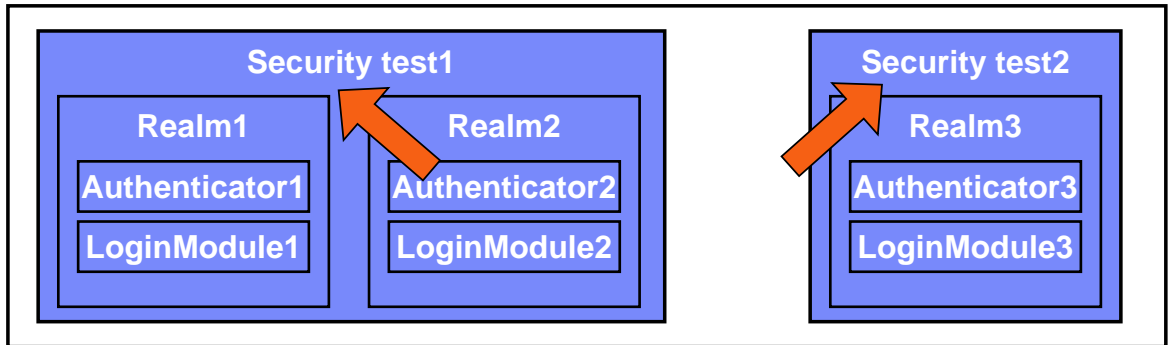 Security test1
Realm1
Authenticator1
LoginModule1
Realm2
Authenticator2
LoginModule2
Security test2
Realm3
Authenticator3
LoginModule3